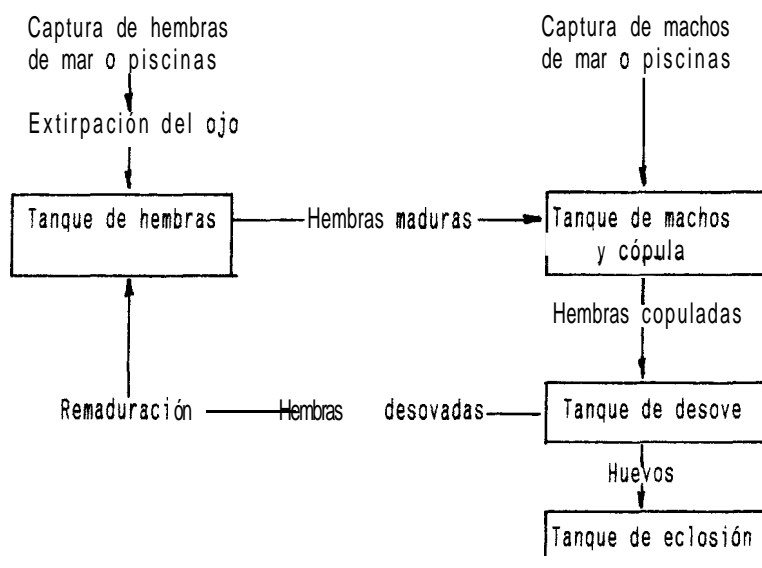 Captura de hembras
de mar o piscinas
Captura de machos
de mar o piscinas
Extirpación del ojo
Tanque de hembras
Hembras maduras
Tanque de machos
y cópula
Hembras copuladas
Remaduración
Hembras desovadas
Tanque de desove
Huevos
Tanque de eclosión